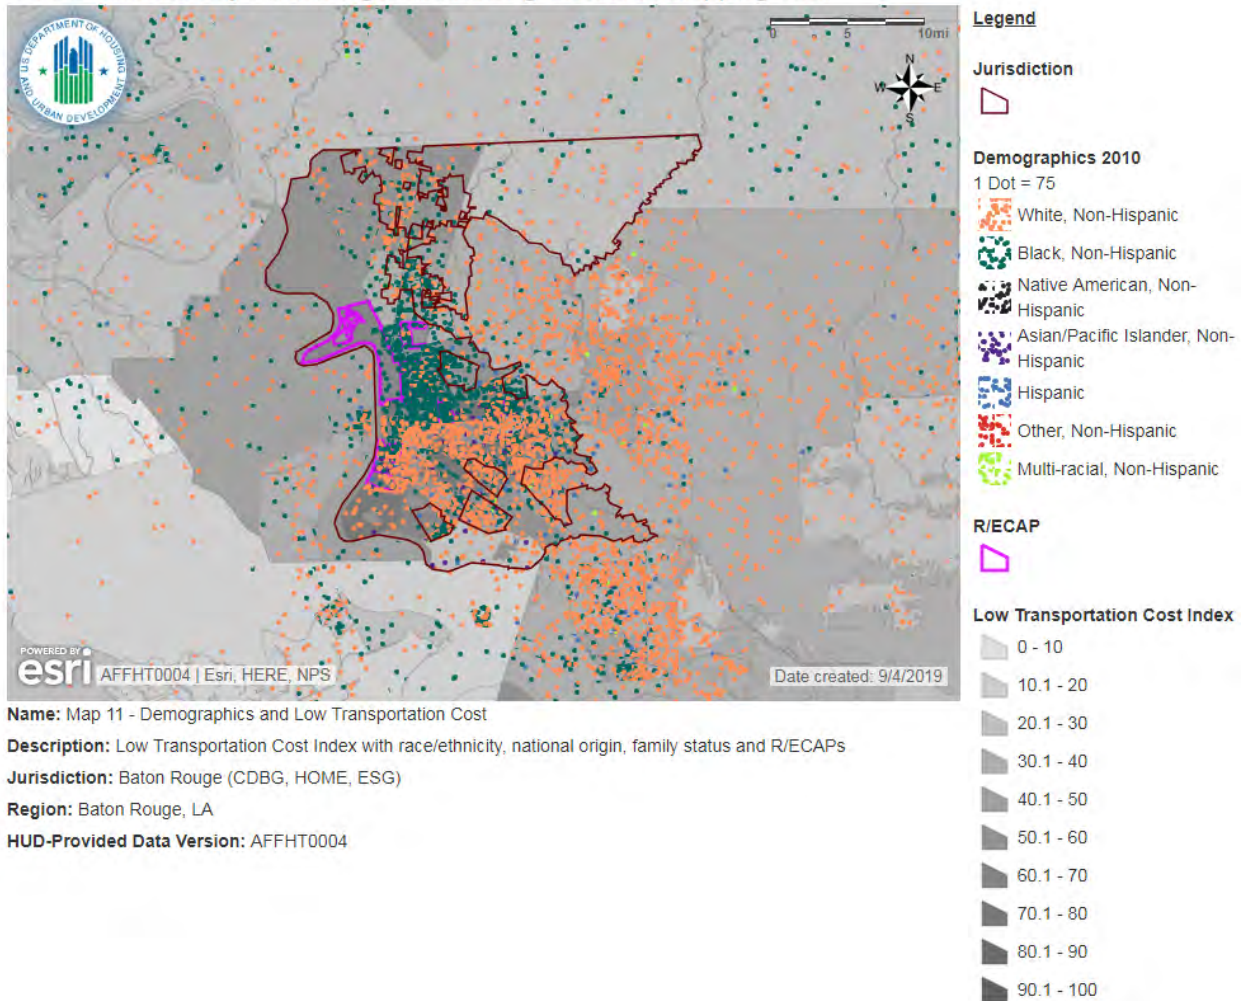 U.S. DEPARTMENT OF HOUSING
AND URBAN DEVELOPMENT
0 5 10mi
N
W E
S
POWERED BY
esri
AFFHT0004 | Esri, HERE, NPS
Date created: 9/4/2019
Legend
Jurisdiction
Demographics 2010
1 Dot = 75
White, Non-Hispanic
Black, Non-Hispanic
Native American, Non-
Hispanic
Asian/Pacific Islander, Non-
Hispanic
Hispanic
Other, Non-Hispanic
Multi-racial, Non-Hispanic
R/ECAP
Low Transportation Cost Index
0 - 10
10.1 - 20
20.1 - 30
30.1 - 40
40.1 - 50
50.1 - 60
60.1 - 70
70.1 - 80
80.1 - 90
90.1 - 100
Name: Map 11 - Demographics and Low Transportation Cost
Description: Low Transportation Cost Index with race/ethnicity, national origin, family status and R/ECAPs
Jurisdiction: Baton Rouge (CDBG, HOME, ESG)
Region: Baton Rouge, LA
HUD-Provided Data Version: AFFHT0004